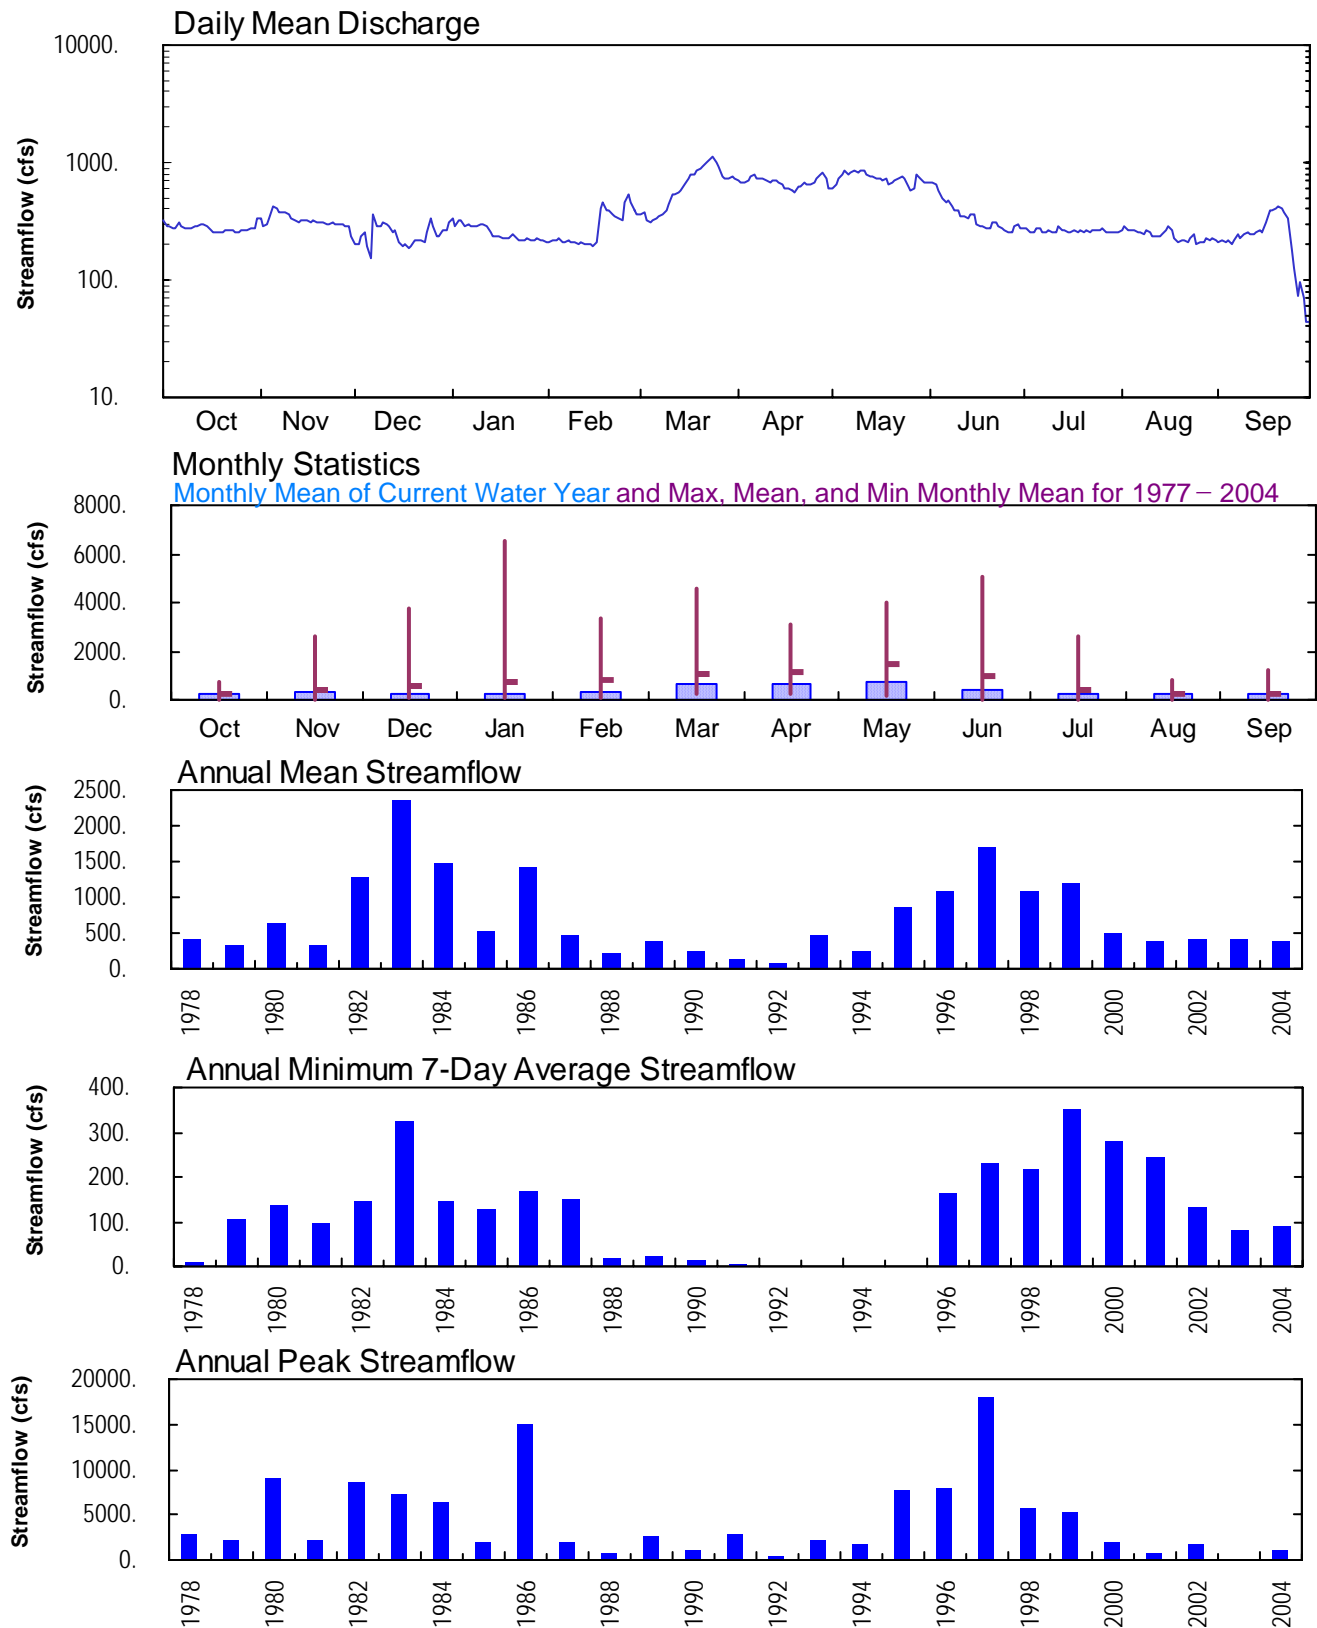 Daily Mean Discharge
Streamflow (cfs)
10000.
1000.
100.
10.
Oct Nov Dec Jan Feb Mar Apr May Jun Jul Aug Sep
Monthly Statistics
Monthly Mean of Current Water Year and Max, Mean, and Min Monthly Mean for 1977 – 2004
Streamflow (cfs)
8000.
6000.
4000.
2000.
0.
Oct Nov Dec Jan Feb Mar Apr May Jun Jul Aug Sep
Annual Mean Streamflow
Streamflow (cfs)
2500.
2000.
1500.
1000.
500.
0.
1978 1980 1982 1984 1986 1988 1990 1992 1994 1996 1998 2000 2002 2004
Annual Minimum 7-Day Average Streamflow
Streamflow (cfs)
400.
300.
200.
100.
0.
1978 1980 1982 1984 1986 1988 1990 1992 1994 1996 1998 2000 2002 2004
Annual Peak Streamflow
Streamflow (cfs)
20000.
15000.
10000.
5000.
0.
1978 1980 1982 1984 1986 1988 1990 1992 1994 1996 1998 2000 2002 2004